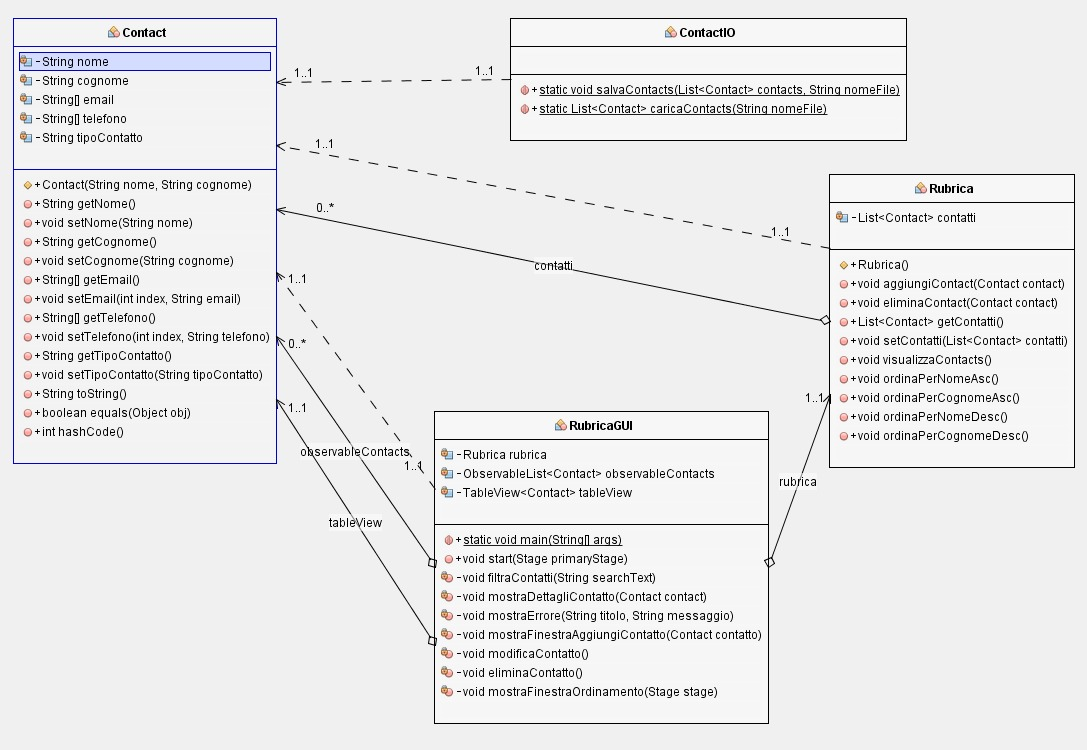 Contact
- String nome
- String cognome
- String[] email
- String[] telefono
- String tipoContatto
+ Contact(String nome, String cognome)
+ String getNome()
+ void setNome(String nome)
+ String getCognome()
+ void setCognome(String cognome)
+ String[] getEmail()
+ void setEmail(int index, String email)
+ String[] getTelefono()
+ void setTelefono(int index, String telefono)
+ String getTipoContatto()
+ void setTipoContatto(String tipoContatto)
+ String toString()
+ boolean equals(Object obj)
+ int hashCode()
ContactIO
+ static void salvaContacts(List<Contact> contacts, String nomeFile)
+ static List<Contact> caricaContacts(String nomeFile)
1..1
1..1
1..1
1..1
0..*
contatti
Rubrica
- List<Contact> contatti
+ Rubrica()
+ void aggiungiContact(Contact contact)
+ void eliminaContact(Contact contact)
+ List<Contact> getContatti()
+ void setContatti(List<Contact> contatti)
+ void visualizzaContacts()
+ void ordinaPerNomeAsc()
+ void ordinaPerCognomeAsc()
+ void ordinaPerNomeDesc()
+ void ordinaPerCognomeDesc()
1..1
0..*
1..1
observableContacts
1..1
tableView
1..1
rubrica
RubricaGUI
- Rubrica rubrica
- ObservableList<Contact> observableContacts
- TableView<Contact> tableView
+ static void main(String[] args)
+ void start(Stage primaryStage)
- void filtraContatti(String searchText)
- void mostraDettagliContatto(Contact contact)
- void mostraErrore(String titolo, String messaggio)
- void mostraFinestraAggiungiContatto(Contact contatto)
- void modificaContatto()
- void eliminaContatto()
- void mostraFinestraOrdinamento(Stage stage)